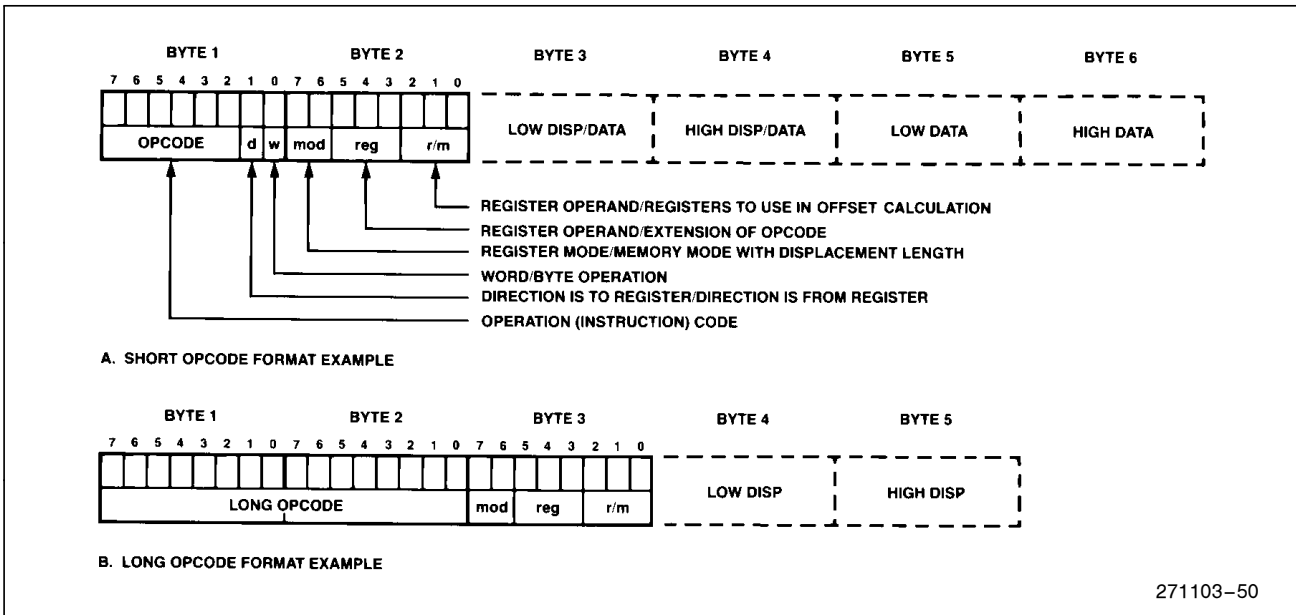 BYTE 1 BYTE 2 BYTE 3 BYTE 4 BYTE 5 BYTE 6
7 6 5 4 3 2 1 0 7 6 5 4 3 2 1 0
LOW DISP/DATA HIGH DISP/DATA LOW DATA HIGH DATA
OPCODE d w mod reg r/m
REGISTER OPERAND/REGISTERS TO USE IN OFFSET CALCULATION
REGISTER OPERAND/EXTENSION OF OPCODE
REGISTER MODE/MEMORY MODE WITH DISPLACEMENT LENGTH
WORD/BYTE OPERATION
DIRECTION IS TO REGISTER/DIRECTION IS FROM REGISTER
OPERATION (INSTRUCTION) CODE
A. SHORT OPCODE FORMAT EXAMPLE
BYTE 1 BYTE 2 BYTE 3 BYTE 4 BYTE 5
7 6 5 4 3 2 1 0 7 6 5 4 3 2 1 0 7 6 5 4 3 2 1 0
LOW DISP HIGH DISP
LONG OPCODE mod reg r/m
B. LONG OPCODE FORMAT EXAMPLE
271103–50